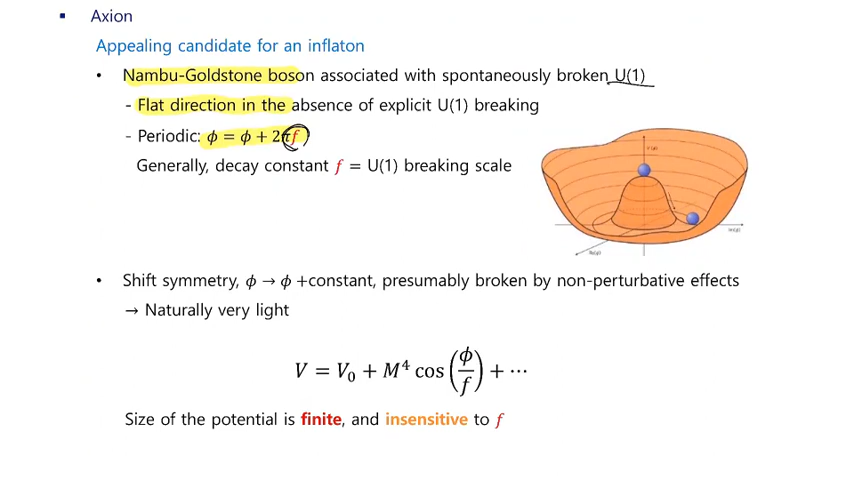 ▪ Axion
Appealing candidate for an inflaton
• Nambu-Goldstone boson associated with spontaneously broken U(1)
- Flat direction in the absence of explicit U(1) breaking
- Periodic: ϕ = ϕ + 2πf
Generally, decay constant f = U(1) breaking scale
• Shift symmetry, ϕ → ϕ +constant, presumably broken by non-perturbative effects
→ Naturally very light
V = V₀ + M⁴ cos(ϕ/f) + ⋯
Size of the potential is finite, and insensitive to f